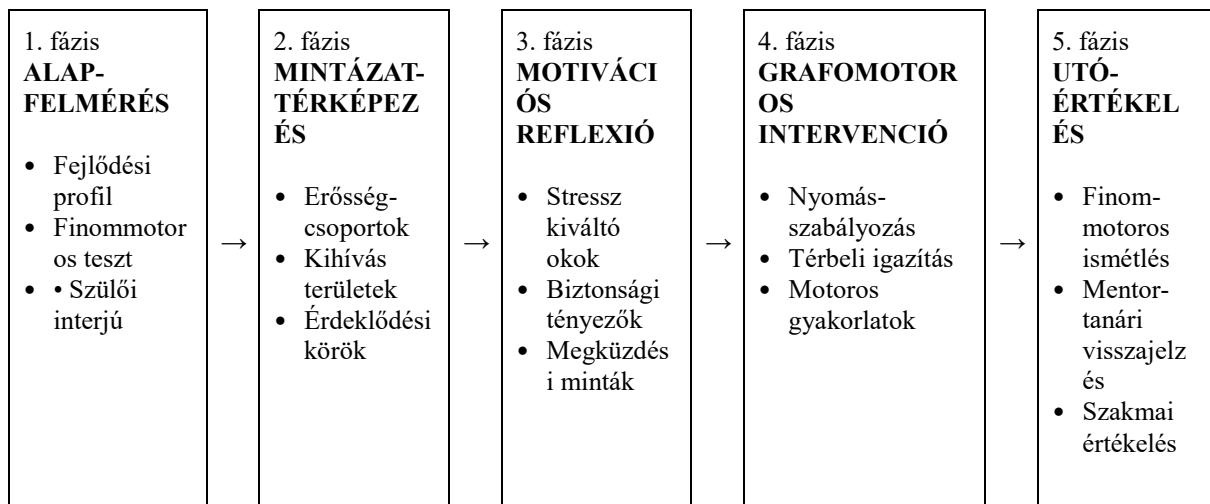 1. fázis
ALAP-
FELMÉRÉS
• Fejlődési
profil
• Finommotor
os teszt
• • Szülői
interjú
→
2. fázis
MINTÁZAT-
TÉRKÉPEZ
ÉS
• Erősség-
csoportok
• Kihívás
területek
• Érdeklődési
körök
→
3. fázis
MOTIVÁCI
ÓS
REFLEXIÓ
• Stressz
kiváltó
okok
• Biztonsági
tényezők
• Megküzdés
i minták
→
4. fázis
GRAFOMOTOR
OS
INTERVENCIÓ
• Nyomás-
szabályozás
• Térbeli igazítás
• Motoros
gyakorlatok
→
5. fázis
UTÓ-
ÉRTÉKEL
ÉS
• Finom-
motoros
ismétlés
• Mentor-
tanári
visszajelz
és
• Szakmai
értékelés